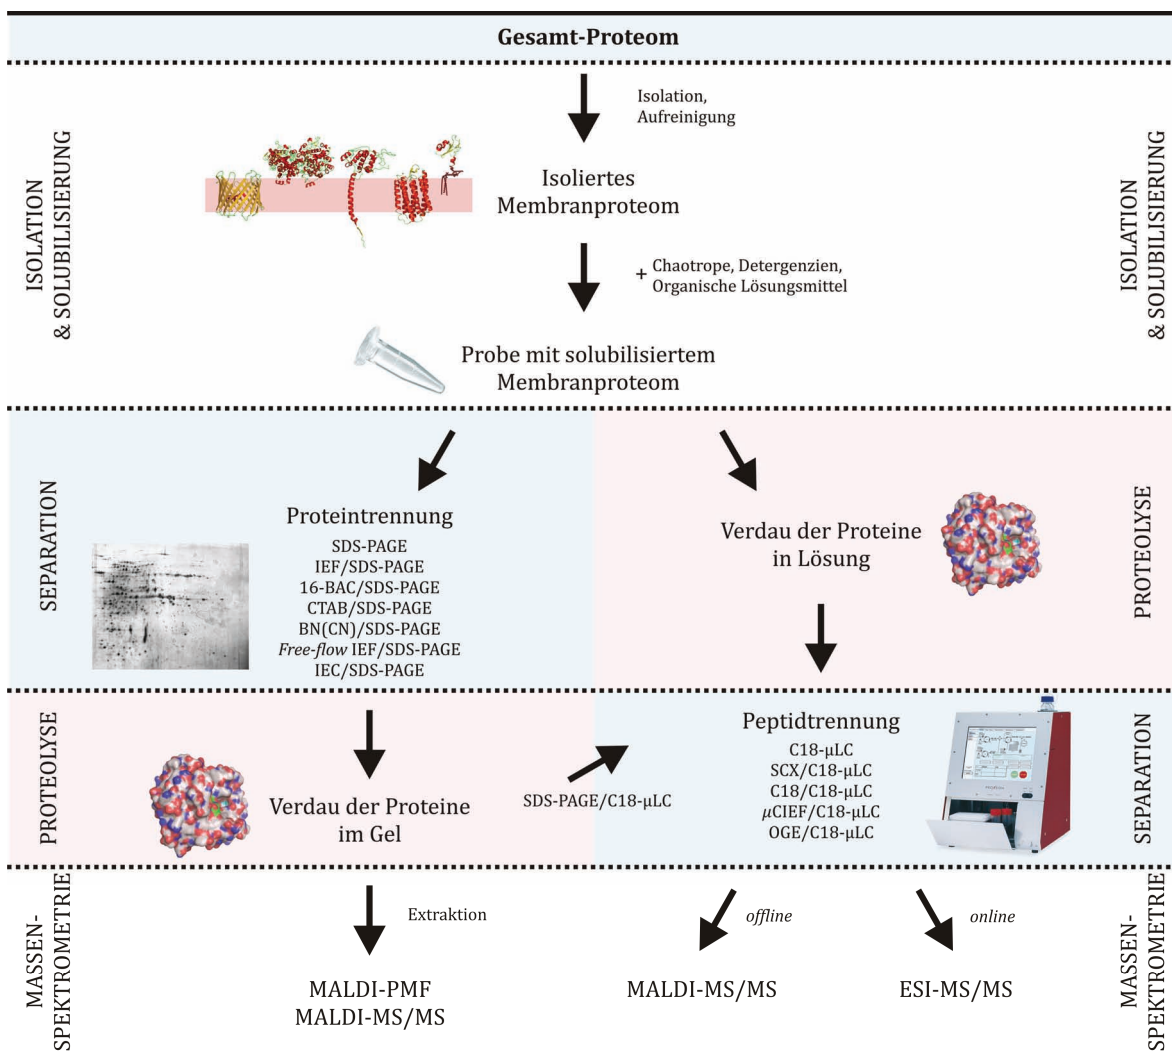 Gesamt-Proteom
Isolation,
Aufreinigung
ISOLATION
& SOLUBILISIERUNG
ISOLATION
& SOLUBILISIERUNG
Isoliertes
Membranproteom
+ Chaotrope, Detergenzien,
Organische Lösungsmittel
Probe mit solubilisiertem
Membranproteom
SEPARATION
Proteintrennung
SDS-PAGE
IEF/SDS-PAGE
16-BAC/SDS-PAGE
CTAB/SDS-PAGE
BN(CN)/SDS-PAGE
Free-flow IEF/SDS-PAGE
IEC/SDS-PAGE
Verdau der Proteine
in Lösung
PROTEOLYSE
PROTEOLYSE
Verdau der Proteine
im Gel
SDS-PAGE/C18-µLC
Peptidtrennung
C18-µLC
SCX/C18-µLC
C18/C18-µLC
µCIEF/C18-µLC
OGE/C18-µLC
SEPARATION
MASSEN-
SPEKTROMETRIE
Extraktion
offline
online
MALDI-PMF
MALDI-MS/MS
MALDI-MS/MS
ESI-MS/MS
MASSEN-
SPEKTROMETRIE